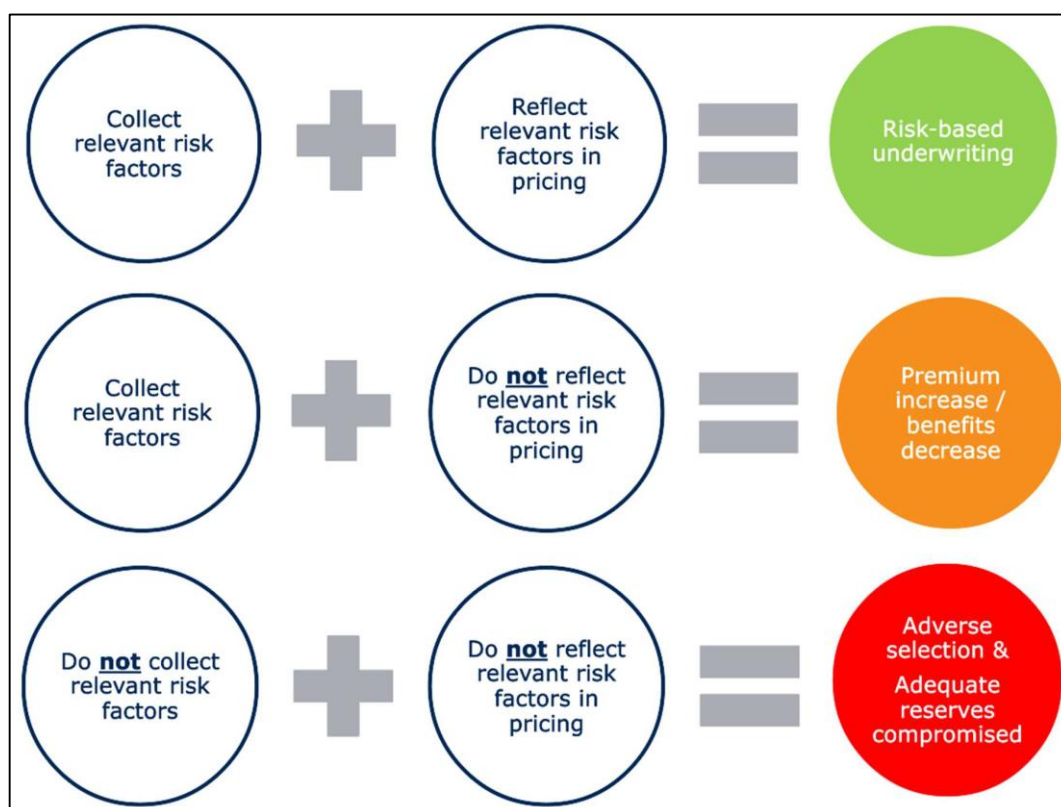 Collect
relevant risk
factors
Reflect
relevant risk
factors in
pricing
Risk-based
underwriting
Collect
relevant risk
factors
Do not reflect
relevant risk
factors in
pricing
Premium
increase /
benefits
decrease
Do not collect
relevant risk
factors
Do not reflect
relevant risk
factors in
pricing
Adverse
selection &
Adequate
reserves
compromised